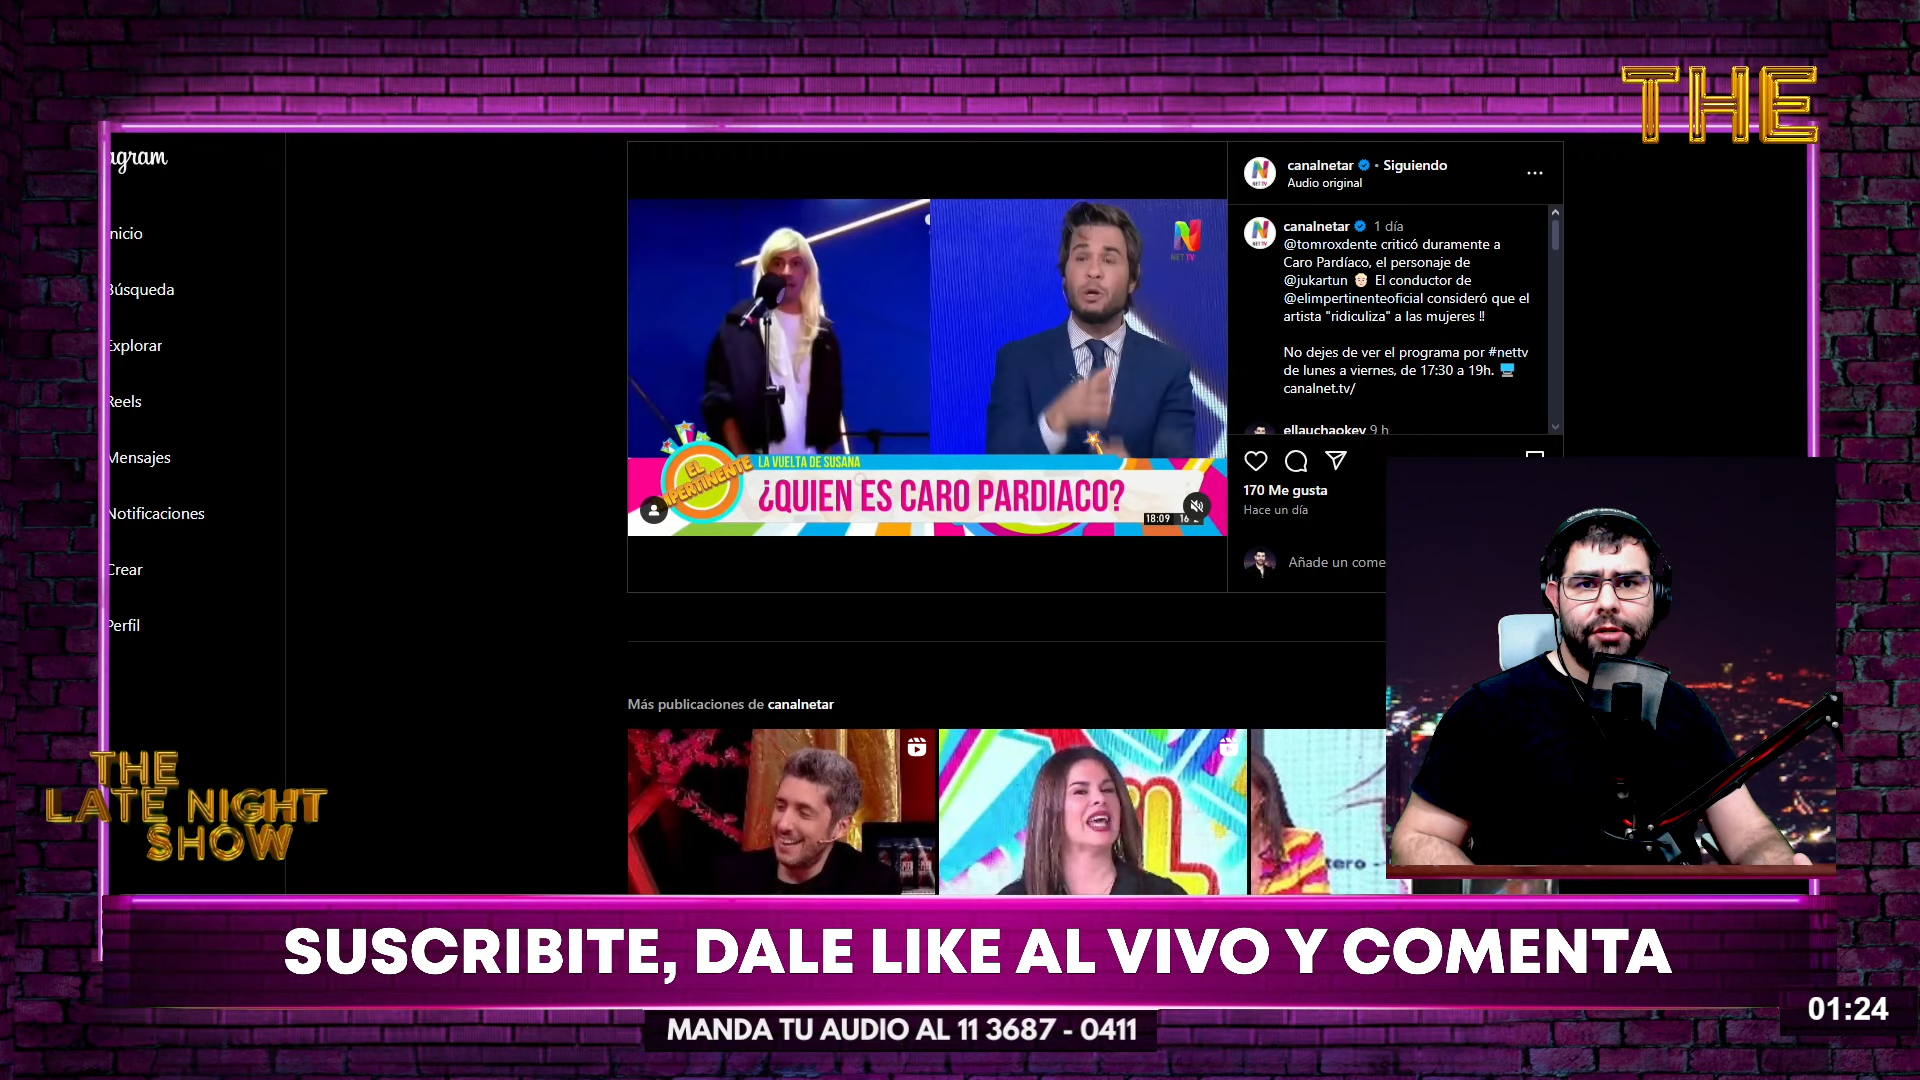 THE
agram
Inicio
Búsqueda
Explorar
Reels
Mensajes
Notificaciones
Crear
Perfil
NET TV
EL
IMPERTINENTE
LA VUELTA DE SUSANA
¿QUIEN ES CARO PARDIACO?
18:09
canalnetar • Siguiendo
Audio original
canalnetar 1 día
@tomroxdente criticó duramente a
Caro Pardíaco, el personaje de
@jukartun 👨🏻 El conductor de
@elimpertinenteoficial consideró que el
artista "ridiculiza" a las mujeres ‼️
No dejes de ver el programa por #nettv
de lunes a viernes, de 17:30 a 19h. 🖥️
canalnet.tv/
ellauchaokey 9 h
170 Me gusta
Hace un día
Añade un come
Más publicaciones de canalnetar
tero -
THE
LATE NIGHT
SHOW
SUSCRIBITE, DALE LIKE AL VIVO Y COMENTA
MANDA TU AUDIO AL 11 3687 - 0411
01:24